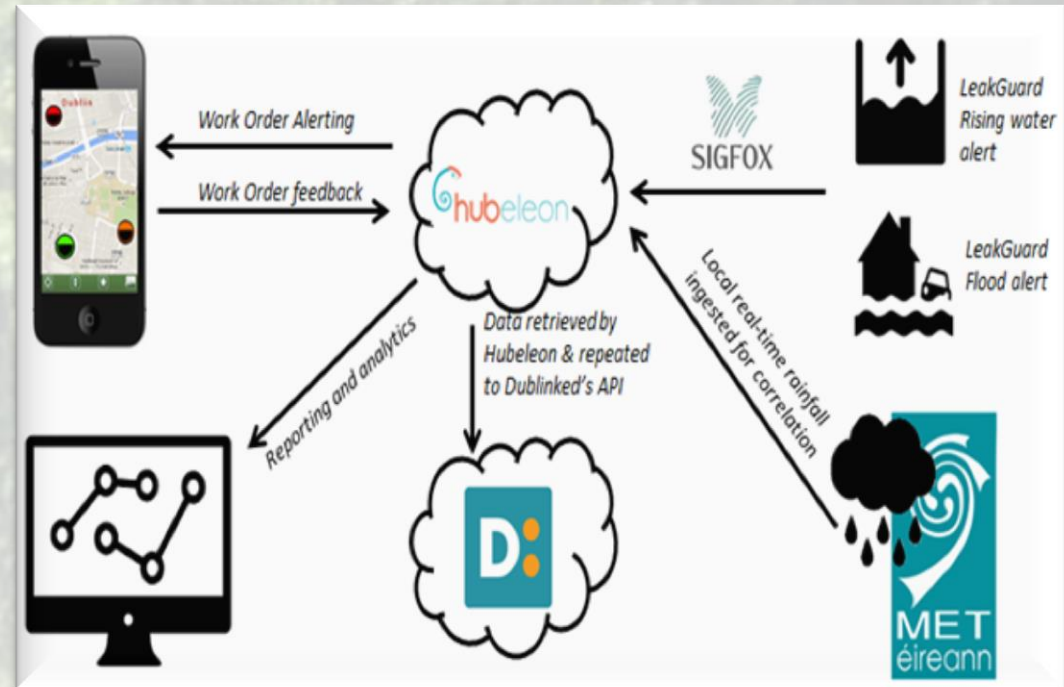 Dublin
Work Order Alerting
Work Order feedback
hubeleon
SIGFOX
LeakGuard
Rising water
alert
LeakGuard
Flood alert
Local real-time rainfall
ingested for correlation
Data retrieved by
Hubeleon & repeated
to Dublinked's API
Reporting and analytics
D:
MET
éireann